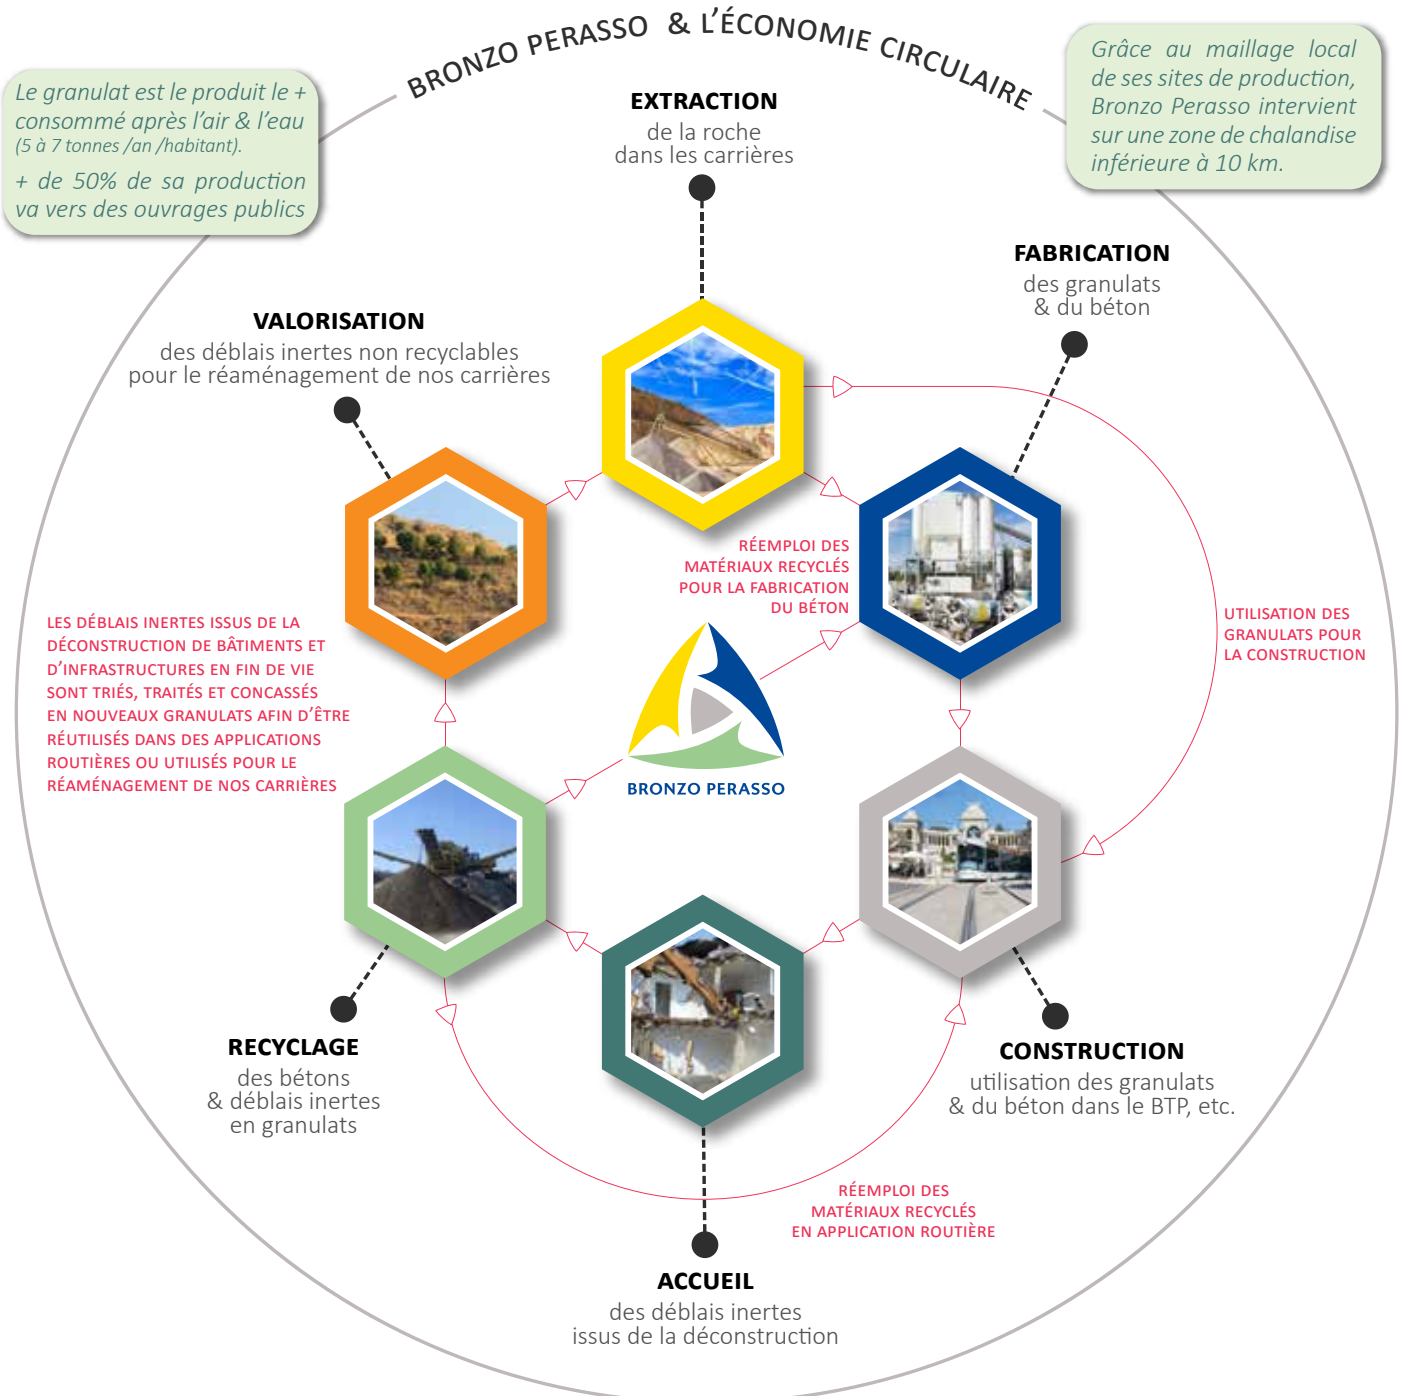 BRONZO PERASSO & L'ÉCONOMIE CIRCULAIRE
Le granulat est le produit le +
consommé après l'air & l'eau
(5 à 7 tonnes /an /habitant).
+ de 50% de sa production
va vers des ouvrages publics
Grâce au maillage local
de ses sites de production,
Bronzo Perasso intervient
sur une zone de chalandise
inférieure à 10 km.
EXTRACTION
de la roche
dans les carrières
FABRICATION
des granulats
& du béton
VALORISATION
des déblais inertes non recyclables
pour le réaménagement de nos carrières
RÉEMPLOI DES
MATÉRIAUX RECYCLÉS
POUR LA FABRICATION
DU BÉTON
UTILISATION DES
GRANULATS POUR
LA CONSTRUCTION
LES DÉBLAIS INERTES ISSUS DE LA
DÉCONSTRUCTION DE BÂTIMENTS ET
D'INFRASTRUCTURES EN FIN DE VIE
SONT TRIÉS, TRAITÉS ET CONCASSÉS
EN NOUVEAUX GRANULATS AFIN D'ÊTRE
RÉUTILISÉS DANS DES APPLICATIONS
ROUTIÈRES OU UTILISÉS POUR LE
RÉAMÉNAGEMENT DE NOS CARRIÈRES
BRONZO PERASSO
RECYCLAGE
des bétons
& déblais inertes
en granulats
CONSTRUCTION
utilisation des granulats
& du béton dans le BTP, etc.
RÉEMPLOI DES
MATÉRIAUX RECYCLÉS
EN APPLICATION ROUTIÈRE
ACCUEIL
des déblais inertes
issus de la déconstruction